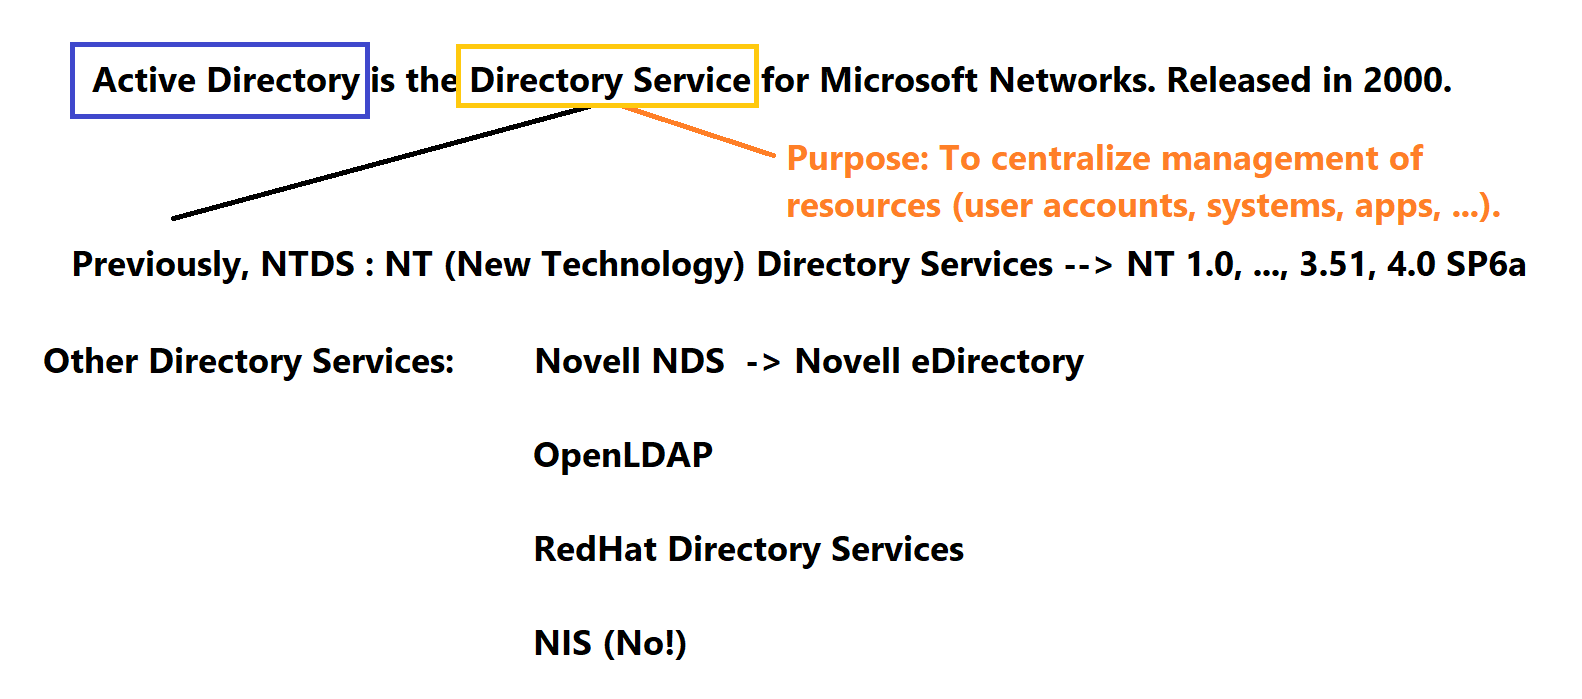 Active Directory is the Directory Service for Microsoft Networks. Released in 2000.
Purpose: To centralize management of
resources (user accounts, systems, apps, ...).
Previously, NTDS : NT (New Technology) Directory Services --> NT 1.0, ..., 3.51, 4.0 SP6a
Other Directory Services: Novell NDS -> Novell eDirectory
OpenLDAP
RedHat Directory Services
NIS (No!)